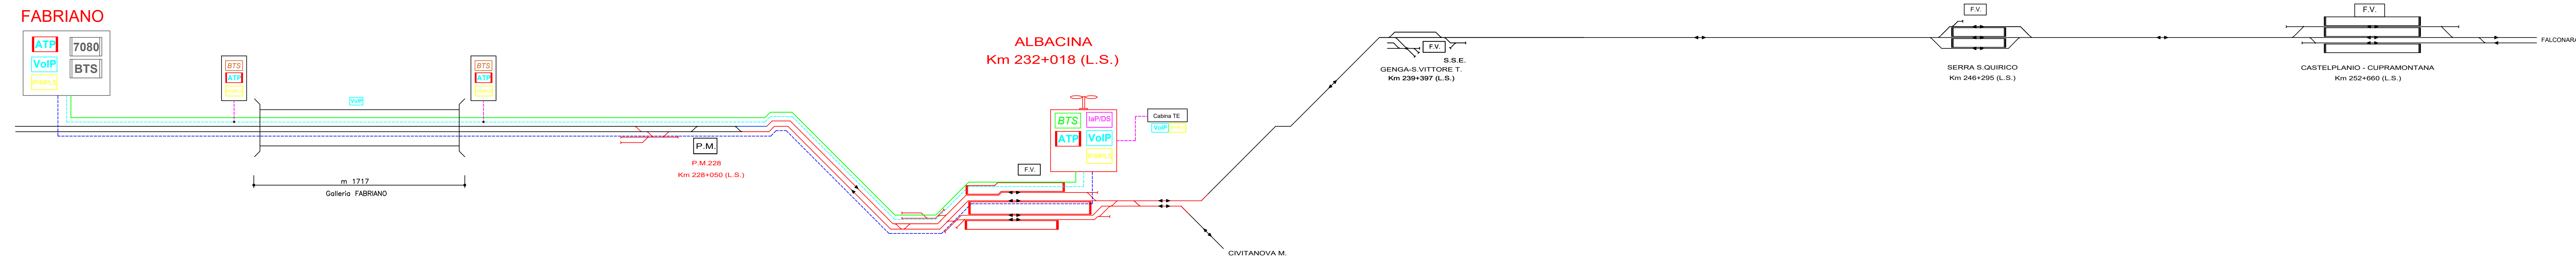 FABRIANO
ATP
7080
VoIP
BTS
BTS
ATP
VoIP
BTS
ATP
m 1717
Galleria FABRIANO
P.M.
P.M.228
Km 228+050 (L.S.)
ALBACINA
Km 232+018 (L.S.)
BTS
IaP/DS
ATP
VoIP
Cabina TE
VoIP
F.V.
CIVITANOVA M.
F.V.
S.S.E.
GENGA-S.VITTORE T.
Km 239+397 (L.S.)
F.V.
SERRA S.QUIRICO
Km 246+295 (L.S.)
F.V.
CASTELPLANIO - CUPRAMONTANA
Km 252+660 (L.S.)
FALCONARA